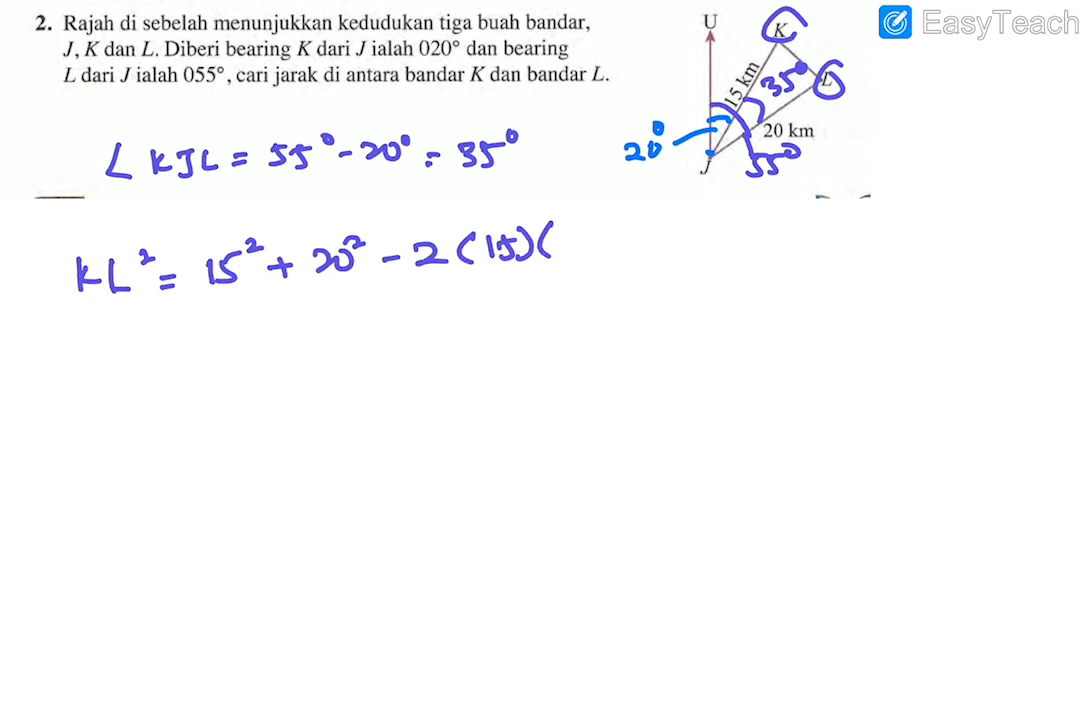 2. Rajah di sebelah menunjukkan kedudukan tiga buah bandar,
J, K dan L. Diberi bearing K dari J ialah 020° dan bearing
L dari J ialah 055°, cari jarak di antara bandar K dan bandar L.
U
K
15 km
35°
L
20 km
20°
J
55°
EasyTeach
∠ KJL = 55° - 20° = 35°
KL² = 15² + 20² - 2 (15)(